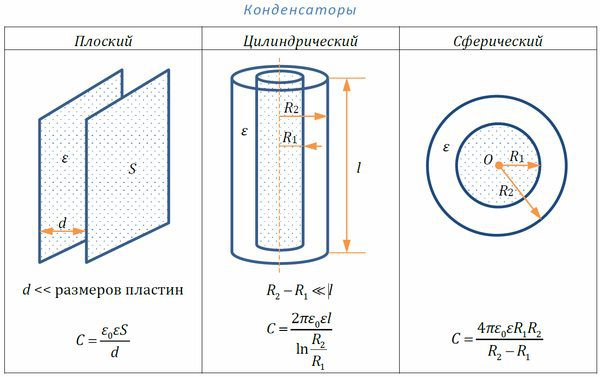 Конденсаторы
Плоский
Цилиндрический
Сферический
ε
S
d
d << размеров пластин
C = ε₀εS / d
R₂
ε
R₁
l
R₂ – R₁ ≪ l
C = 2πε₀εl / ln R₂/R₁
ε
O
R₁
R₂
C = 4πε₀εR₁R₂ / R₂ – R₁